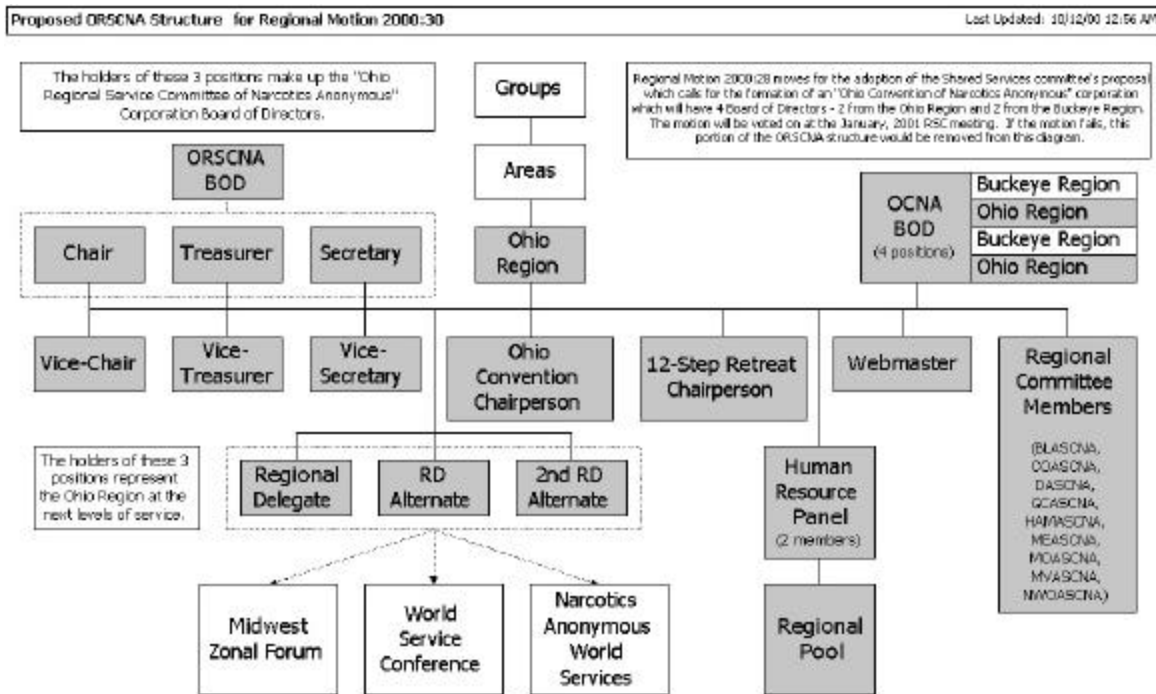 Proposed ORSCNA Structure for Regional Motion 2000:30
Last Updated: 10/12/00 12:56 AM
The holders of these 3 positions make up the "Ohio
Regional Service Committee of Narcotics Anonymous"
Corporation Board of Directors.
Groups
Regional Motion 2000:28 moves for the adoption of the Shared Services committee's proposal
which calls for the formation of an "Ohio Convention of Narcotics Anonymous" corporation
which will have 4 Board of Directors - 2 from the Ohio Region and 2 from the Buckeye Region.
The motion will be voted on at the January, 2001 RSC meeting. If the motion fails, this
portion of the ORSCNA structure would be removed from this diagram.
ORSCNA
BOD
Areas
OCNA
BOD
(4 positions)
Buckeye Region
Ohio Region
Buckeye Region
Ohio Region
Chair
Treasurer
Secretary
Ohio
Region
Vice-Chair
Vice-
Treasurer
Vice-
Secretary
Ohio
Convention
Chairperson
12-Step Retreat
Chairperson
Webmaster
Regional
Committee
Members
(BLASCNA,
COASCNA,
DASCNA,
QCASCNA,
HAMASCNA,
MEASCNA,
MOASCNA,
MVASCNA,
NWOASCNA)
The holders of these 3
positions represent
the Ohio Region at the
next levels of service.
Regional
Delegate
RD
Alternate
2nd RD
Alternate
Human
Resource
Panel
(2 members)
Midwest
Zonal Forum
World
Service
Conference
Narcotics
Anonymous
World
Services
Regional
Pool